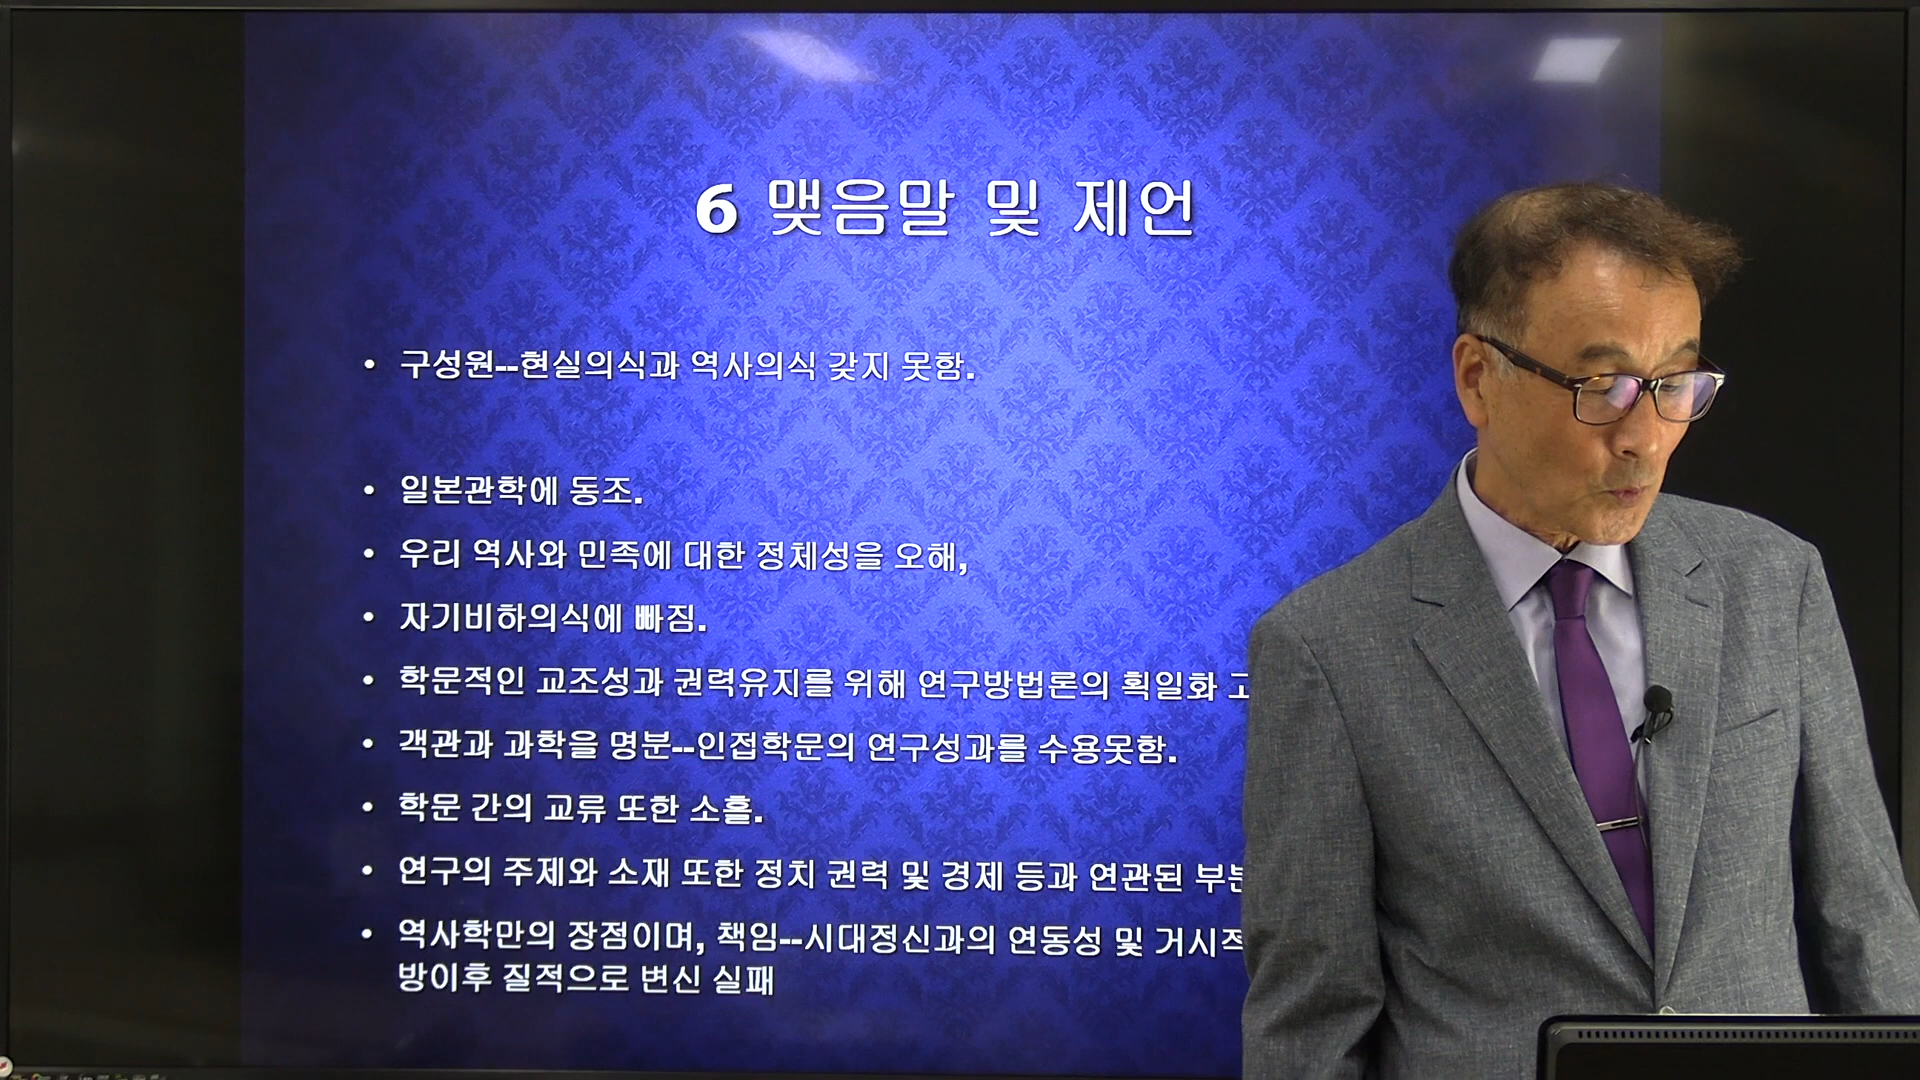 6 맺음말 및 제언
• 구성원--현실의식과 역사의식 갖지 못함.
• 일본관학에 동조.
• 우리 역사와 민족에 대한 정체성을 오해,
• 자기비하의식에 빠짐.
• 학문적인 교조성과 권력유지를 위해 연구방법론의 획일화
• 객관과 과학을 명분--인접학문의 연구성과를 수용못함.
• 학문 간의 교류 또한 소홀.
• 연구의 주제와 소재 또한 정치 권력 및 경제 등과 연관된
• 역사학만의 장점이며, 책임--시대정신과의 연동성 및
방이후 질적으로 변신 실패